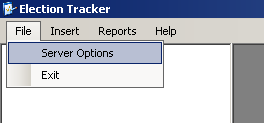 Election Tracker
File Insert Reports Help
Server Options
Exit